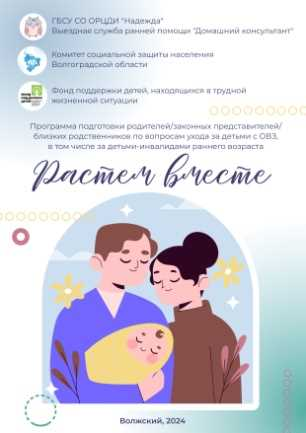 ГБСУ СО ОРЦДИ "Надежда"
Выездная служба ранней помощи "Домашний консультант"
Комитет социальной защиты населения
Волгоградской области
Фонд поддержки детей, находящихся в трудной
жизненной ситуации
Программа подготовки родителей/законных представителей/
близких родственников по вопросам ухода за детьми с ОВЗ,
в том числе за детьми-инвалидами раннего возраста
Растем вместе
Волжский, 2024